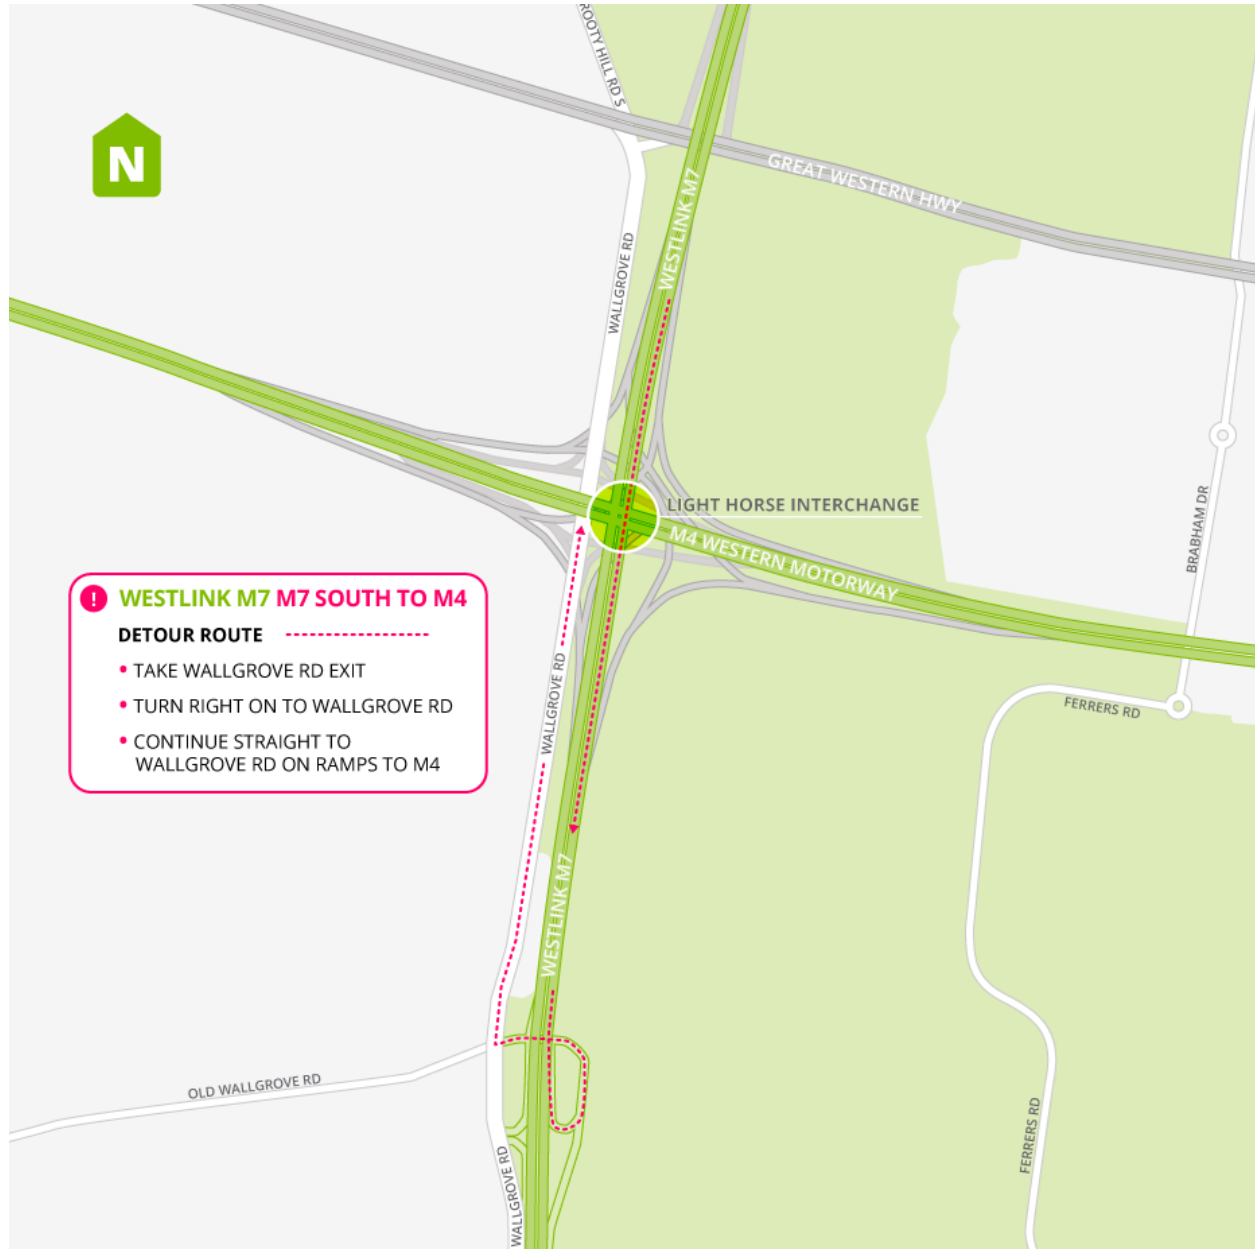 ROOTY HILL RD S
N
GREAT WESTERN HWY
WESTLINK M7
WALLGROVE RD
LIGHT HORSE INTERCHANGE
M4 WESTERN MOTORWAY
BRABHAM DR
! WESTLINK M7 M7 SOUTH TO M4
DETOUR ROUTE
• TAKE WALLGROVE RD EXIT
• TURN RIGHT ON TO WALLGROVE RD
• CONTINUE STRAIGHT TO
WALLGROVE RD ON RAMPS TO M4
WALLGROVE RD
FERRERS RD
WESTLINK M7
OLD WALLGROVE RD
FERRERS RD
WALLGROVE RD